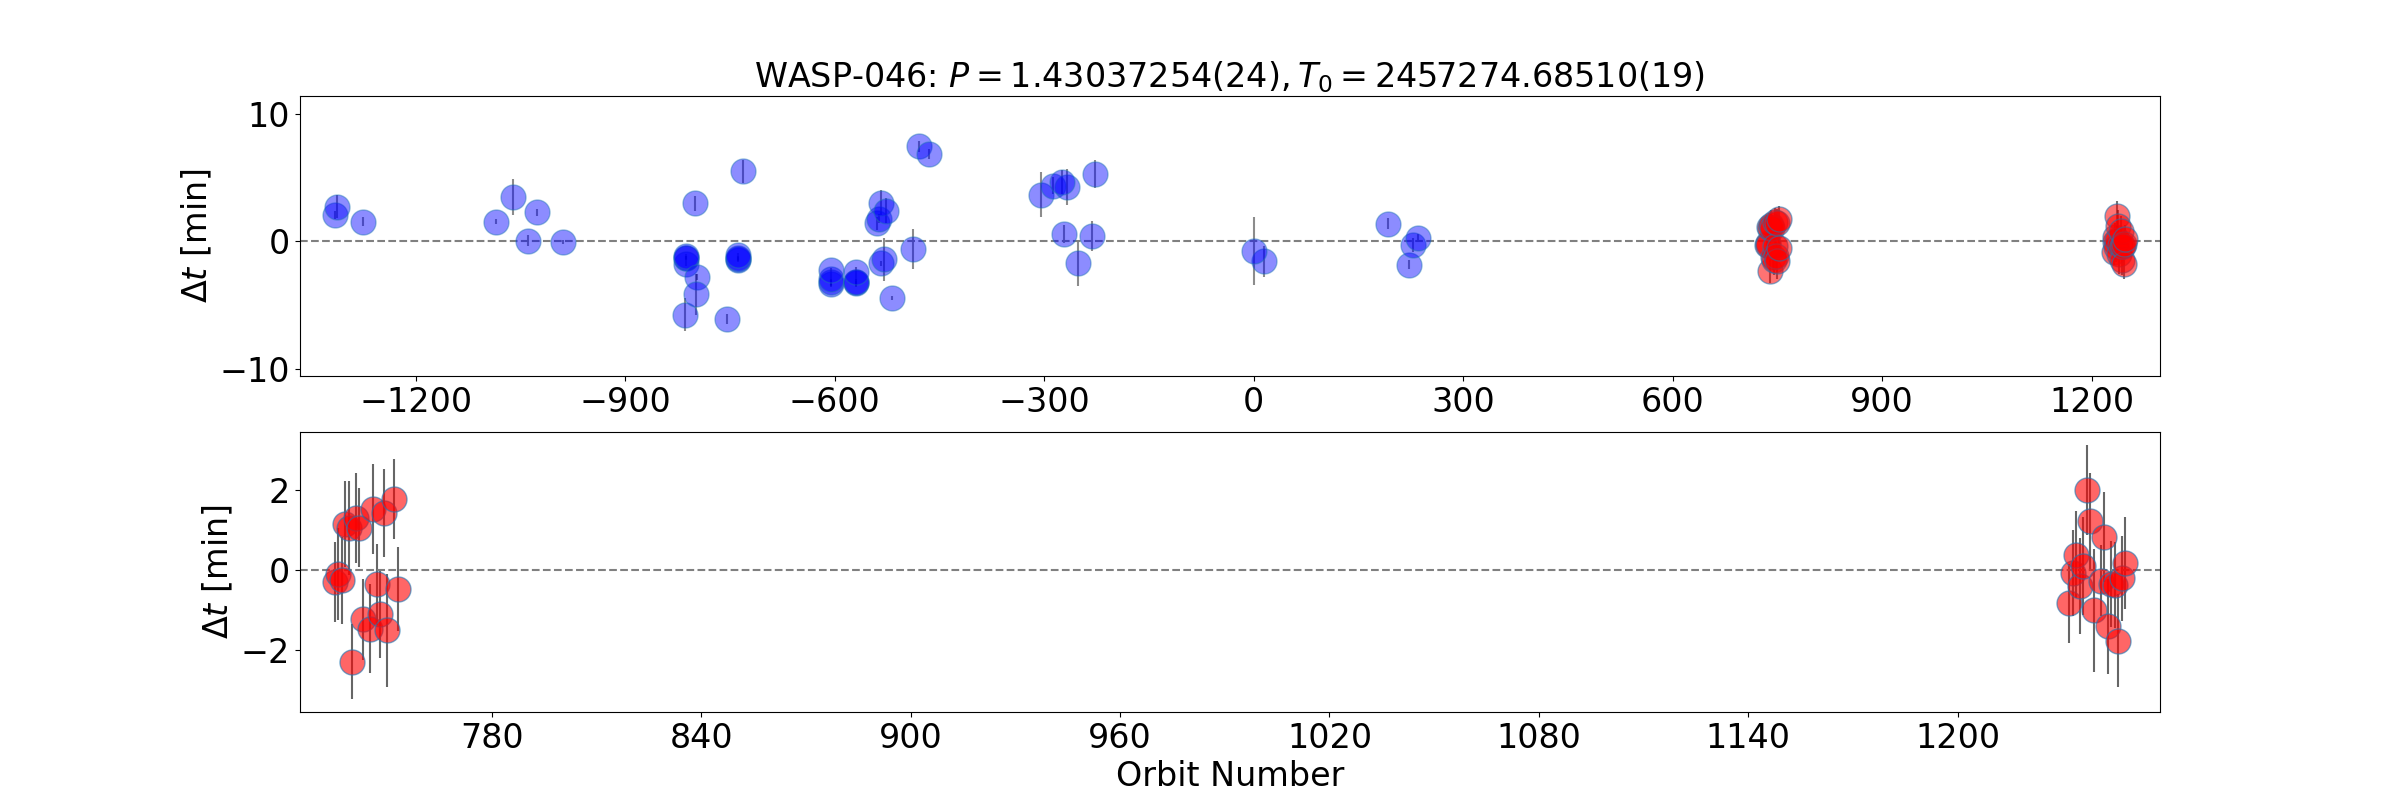 WASP-046: P = 1.43037254(24), T₀ = 2457274.68510(19)
10
0
−10
Δt [min]
−1200 −900 −600 −300 0 300 600 900 1200
2
0
−2
Δt [min]
780 840 900 960 1020 1080 1140 1200
Orbit Number